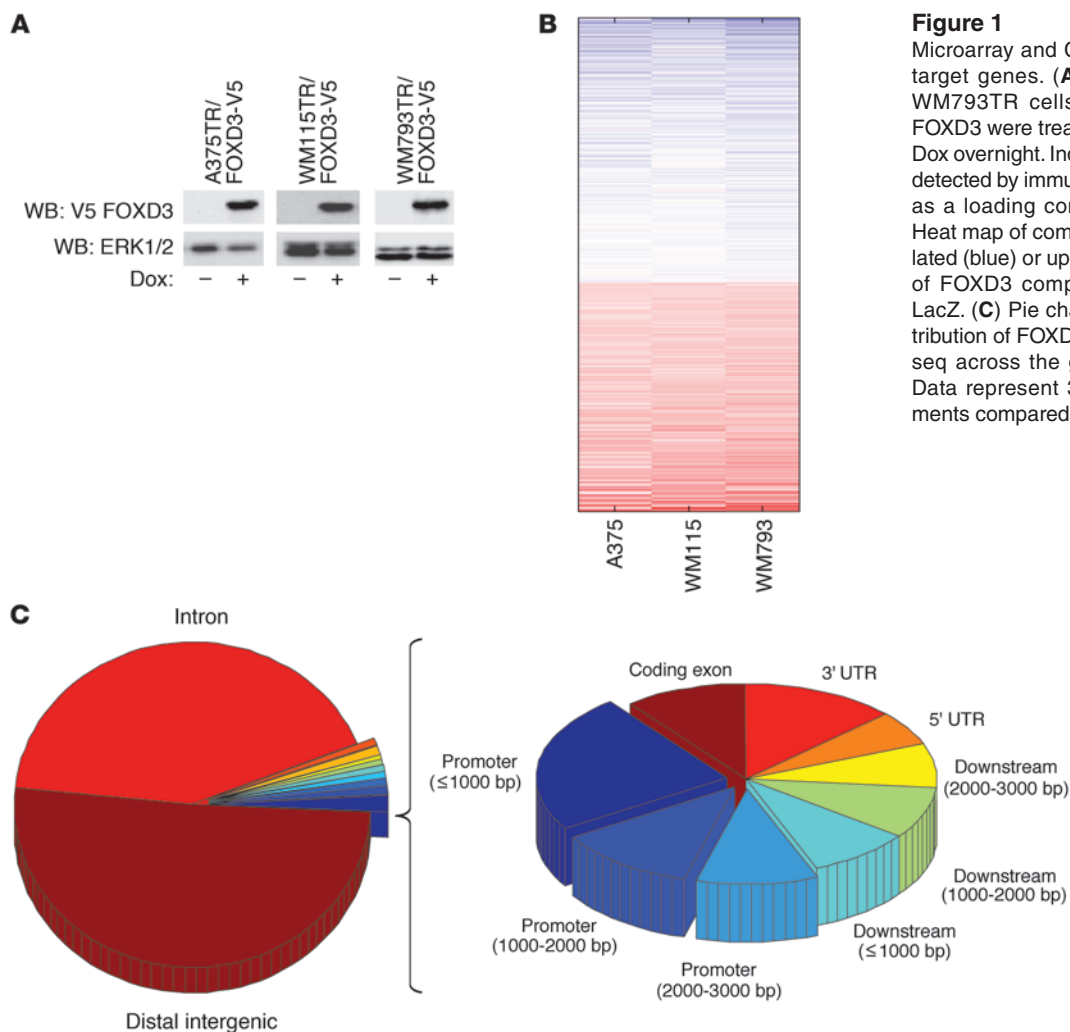 A
A375TR/
FOXD3-V5
WM115TR/
FOXD3-V5
WM793TR/
FOXD3-V5
WB: V5 FOXD3
WB: ERK1/2
Dox: – + – + – +
B
A375
WM115
WM793
Figure 1
Microarray and C
target genes. (A
WM793TR cells
FOXD3 were trea
Dox overnight. Inc
detected by immu
as a loading con
Heat map of com
lated (blue) or up
of FOXD3 comp
LacZ. (C) Pie cha
tribution of FOXD
seq across the g
Data represent 3
ments compared
C
Intron
Distal intergenic
Coding exon
3' UTR
5' UTR
Downstream
(2000-3000 bp)
Downstream
(1000-2000 bp)
Downstream
(≤1000 bp)
Promoter
(2000-3000 bp)
Promoter
(1000-2000 bp)
Promoter
(≤1000 bp)